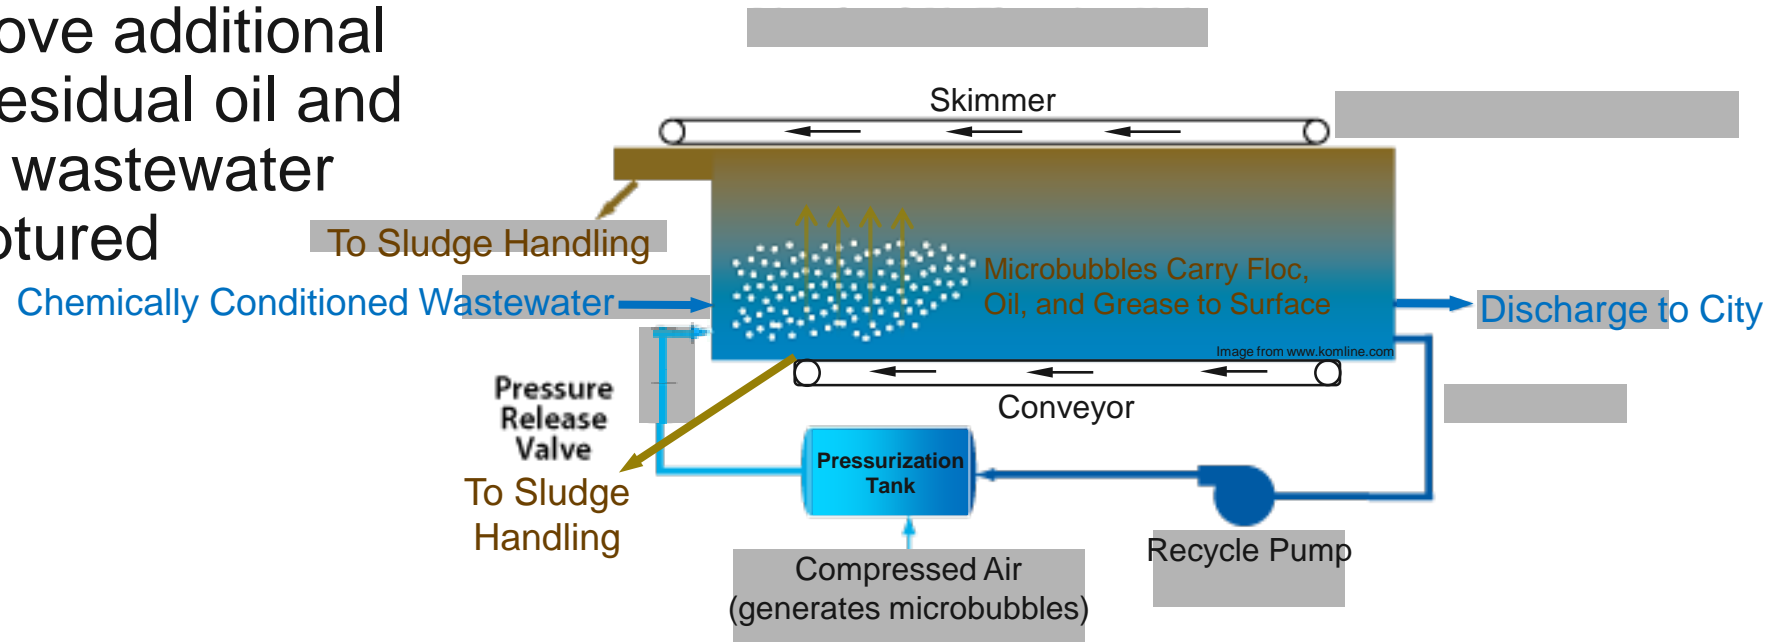 ove additional
esidual oil and
wastewater
otured
Skimmer
To Sludge Handling
Chemically Conditioned Wastewater
Microbubbles Carry Floc,
Oil, and Grease to Surface
Discharge to City
Image from www.komline.com
Conveyor
Pressure
Release
Valve
To Sludge
Handling
Pressurization
Tank
Compressed Air
(generates microbubbles)
Recycle Pump